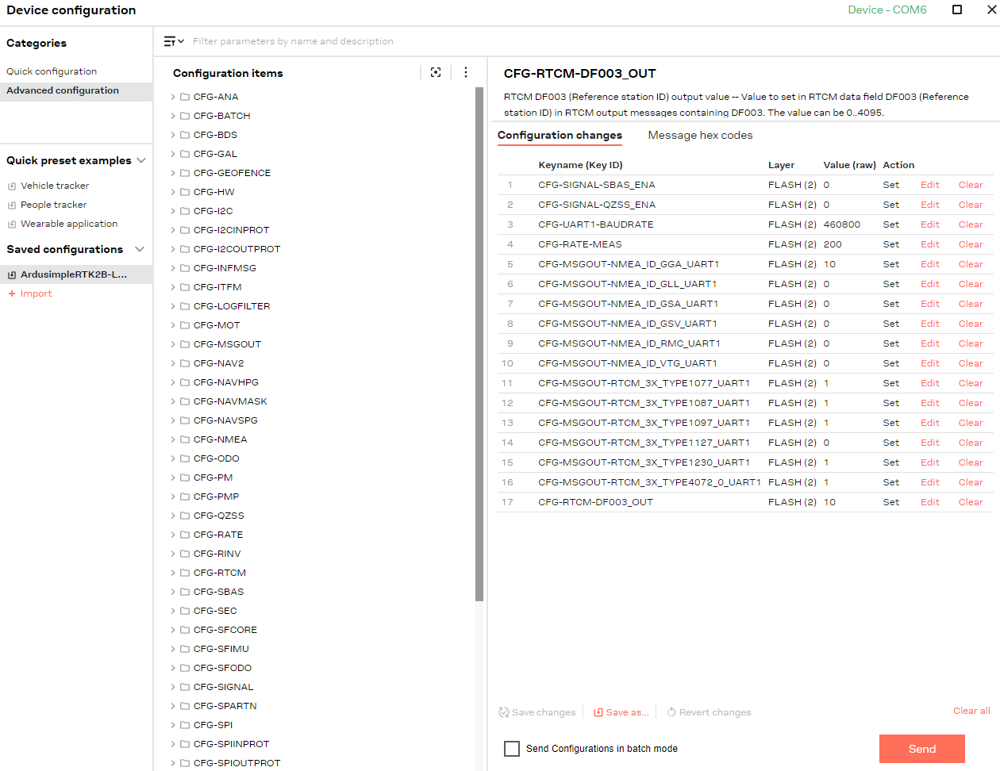 Device configuration
Device - COM6
Categories
Quick configuration
Advanced configuration
Quick preset examples
Vehicle tracker
People tracker
Wearable application
Saved configurations
ArdusimpleRTK2B-L...
+ Import
Filter parameters by name and description
Configuration items
CFG-ANA
CFG-BATCH
CFG-BDS
CFG-GAL
CFG-GEOFENCE
CFG-HW
CFG-I2C
CFG-I2CINPROT
CFG-I2COUTPROT
CFG-INFMSG
CFG-ITFM
CFG-LOGFILTER
CFG-MOT
CFG-MSGOUT
CFG-NAV2
CFG-NAVHPG
CFG-NAVMASK
CFG-NAVSPG
CFG-NMEA
CFG-ODO
CFG-PM
CFG-PMP
CFG-QZSS
CFG-RATE
CFG-RINV
CFG-RTCM
CFG-SBAS
CFG-SEC
CFG-SFCORE
CFG-SFIMU
CFG-SFODO
CFG-SIGNAL
CFG-SPARTN
CFG-SPI
CFG-SPIINPROT
CFG-SPIOUTPROT
CFG-RTCM-DF003_OUT
RTCM DF003 (Reference station ID) output value -- Value to set in RTCM data field DF003 (Reference
station ID) in RTCM output messages containing DF003. The value can be 0..4095.
Configuration changes Message hex codes
Keyname (Key ID) Layer Value (raw) Action
1 CFG-SIGNAL-SBAS_ENA FLASH (2) 0 Set Edit Clear
2 CFG-SIGNAL-QZSS_ENA FLASH (2) 0 Set Edit Clear
3 CFG-UART1-BAUDRATE FLASH (2) 460800 Set Edit Clear
4 CFG-RATE-MEAS FLASH (2) 200 Set Edit Clear
5 CFG-MSGOUT-NMEA_ID_GGA_UART1 FLASH (2) 10 Set Edit Clear
6 CFG-MSGOUT-NMEA_ID_GLL_UART1 FLASH (2) 0 Set Edit Clear
7 CFG-MSGOUT-NMEA_ID_GSA_UART1 FLASH (2) 0 Set Edit Clear
8 CFG-MSGOUT-NMEA_ID_GSV_UART1 FLASH (2) 0 Set Edit Clear
9 CFG-MSGOUT-NMEA_ID_RMC_UART1 FLASH (2) 0 Set Edit Clear
10 CFG-MSGOUT-NMEA_ID_VTG_UART1 FLASH (2) 0 Set Edit Clear
11 CFG-MSGOUT-RTCM_3X_TYPE1077_UART1 FLASH (2) 1 Set Edit Clear
12 CFG-MSGOUT-RTCM_3X_TYPE1087_UART1 FLASH (2) 1 Set Edit Clear
13 CFG-MSGOUT-RTCM_3X_TYPE1097_UART1 FLASH (2) 1 Set Edit Clear
14 CFG-MSGOUT-RTCM_3X_TYPE1127_UART1 FLASH (2) 0 Set Edit Clear
15 CFG-MSGOUT-RTCM_3X_TYPE1230_UART1 FLASH (2) 1 Set Edit Clear
16 CFG-MSGOUT-RTCM_3X_TYPE4072_0_UART1 FLASH (2) 1 Set Edit Clear
17 CFG-RTCM-DF003_OUT FLASH (2) 10 Set Edit Clear
Save changes Save as... Revert changes Clear all
Send Configurations in batch mode
Send